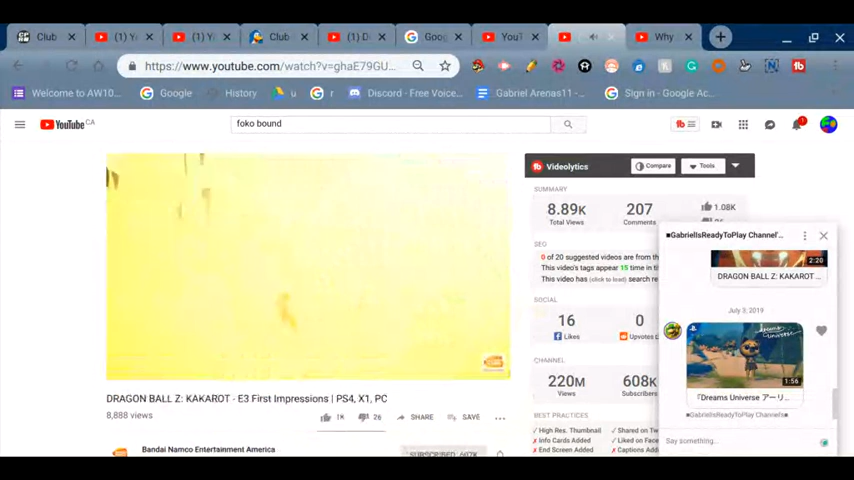 Club
(1) Y
(1) Y
Club
(1) D
Goog
YouT
Why
https://www.youtube.com/watch?v=ghaE79GU...
Welcome to AW10...
Google
History
u
r
Discord - Free Voice...
Gabriel Arenas11 -...
Sign in - Google Ac...
YouTube CA
foko bound
1
Videolytics
Compare
Tools
SUMMARY
8.89K
Total Views
207
Comments
1.08K
SEO
0 of 20 suggested videos are from th
This video's tags appear 15 time in ti
This video has (click to load) search re
SOCIAL
16
Likes
0
Upvotes
CHANNEL
220M
Views
608K
Subscribers
BEST PRACTICES
✓ High Res. Thumbnail
✓ Shared on Tw
✗ Info Cards Added
✓ Liked on Face
✗ End Screen Added
✗ Captions Adde
■GabrielIsReadyToPlay Channel'...
2:20
DRAGON BALL Z: KAKAROT ...
July 3, 2019
dreams Universe
1:56
『Dreams Universe アーリ...
■GabrielIsReadyToPlay Channel■
Say something...
DRAGON BALL Z: KAKAROT - E3 First Impressions | PS4, X1, PC
8,888 views
1K
26
SHARE
SAVE
Bandai Namco Entertainment America
SUBSCRIBED 607K